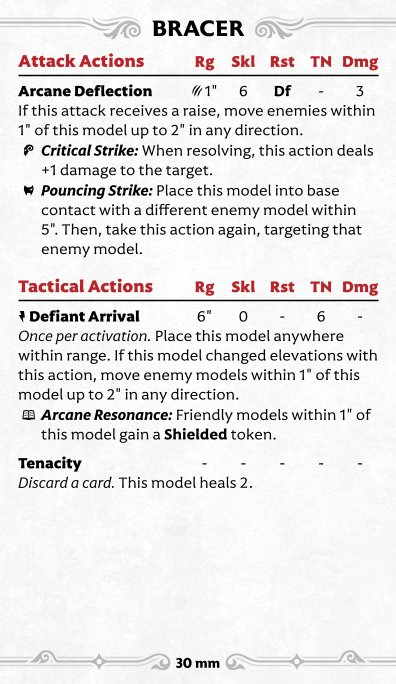 BRACER
Attack Actions Rg Skl Rst TN Dmg
Arcane Deflection 1" 6 Df - 3
If this attack receives a raise, move enemies within
1" of this model up to 2" in any direction.
Critical Strike: When resolving, this action deals
+1 damage to the target.
Pouncing Strike: Place this model into base
contact with a different enemy model within
5". Then, take this action again, targeting that
enemy model.
Tactical Actions Rg Skl Rst TN Dmg
Defiant Arrival 6" 0 - 6 -
Once per activation. Place this model anywhere
within range. If this model changed elevations with
this action, move enemy models within 1" of this
model up to 2" in any direction.
Arcane Resonance: Friendly models within 1" of
this model gain a Shielded token.
Tenacity - - - - -
Discard a card. This model heals 2.
30 mm